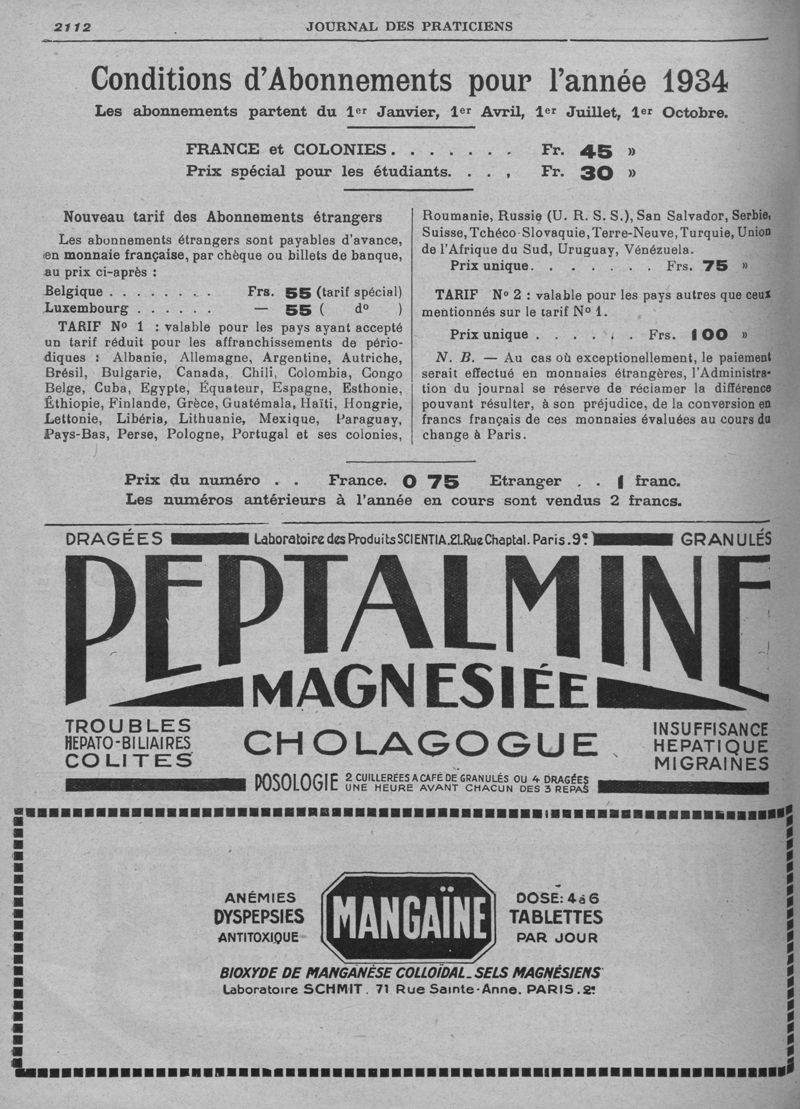 2112
JOURNAL DES PRATICIENS
Conditions d'Abonnements pour l'année 1934
Les abonnements partent du 1er Janvier, 1er Avril, 1er Juillet, 1er Octobre.
FRANCE et COLONIES. . . . . . . Fr. 45 »
Prix spécial pour les étudiants. . . , Fr. 30 »
Nouveau tarif des Abonnements étrangers
Les abonnements étrangers sont payables d'avance,
en monnaie française, par chèque ou billets de banque,
au prix ci-après :
Belgique . . . . . . . . Frs. 55 (tarif spécial)
Luxembourg . . . . . . — 55 ( d° )
TARIF N° 1 : valable pour les pays ayant accepté
un tarif réduit pour les affranchissements de pério-
diques : Albanie, Allemagne, Argentine, Autriche,
Brésil, Bulgarie, Canada, Chili, Colombia, Congo
Belge, Cuba, Egypte, Équateur, Espagne, Esthonie,
Éthiopie, Finlande, Grèce, Guatémala, Haïti, Hongrie,
Lettonie, Libéria, Lithuanie, Mexique, Paraguay,
Pays-Bas, Perse, Pologne, Portugal et ses colonies,
Roumanie, Russie (U. R. S. S.), San Salvador, Serbie,
Suisse, Tchéco-Slovaquie, Terre-Neuve, Turquie, Union
de l'Afrique du Sud, Uruguay, Vénézuela.
Prix unique. . . . . . . Frs. 75 »
TARIF N° 2 : valable pour les pays autres que ceux
mentionnés sur le tarif N° 1.
Prix unique . . . . . . Frs. 100 »
N. B. — Au cas où exceptionellement, le paiement
serait effectué en monnaies étrangères, l'Administra-
tion du journal se réserve de réclamer la différence
pouvant résulter, à son préjudice, de la conversion en
francs français de ces monnaies évaluées au cours du
change à Paris.
Prix du numéro . . France. 0 75 Etranger . . 1 franc.
Les numéros antérieurs à l'année en cours sont vendus 2 francs.
DRAGÉES Laboratoire des Produits SCIENTIA. 21. Rue Chaptal. Paris. 9e. GRANULÉS
PEPTALMINE
MAGNESIÉE
TROUBLES
HEPATO-BILIAIRES
COLITES
CHOLAGOGUE
INSUFFISANCE
HEPATIQUE
MIGRAINES
POSOLOGIE 2 CUILLERÉES A CAFÉ DE GRANULÉS OU 4 DRAGÉES
UNE HEURE AVANT CHACUN DES 3 REPAS
ANÉMIES
DYSPEPSIES
ANTITOXIQUE
MANGAÏNE
DOSE: 4 à 6
TABLETTES
PAR JOUR
BIOXYDE DE MANGANÈSE COLLOÏDAL_SELS MAGNÉSIENS
Laboratoire SCHMIT. 71 Rue Sainte-Anne. PARIS. 2e